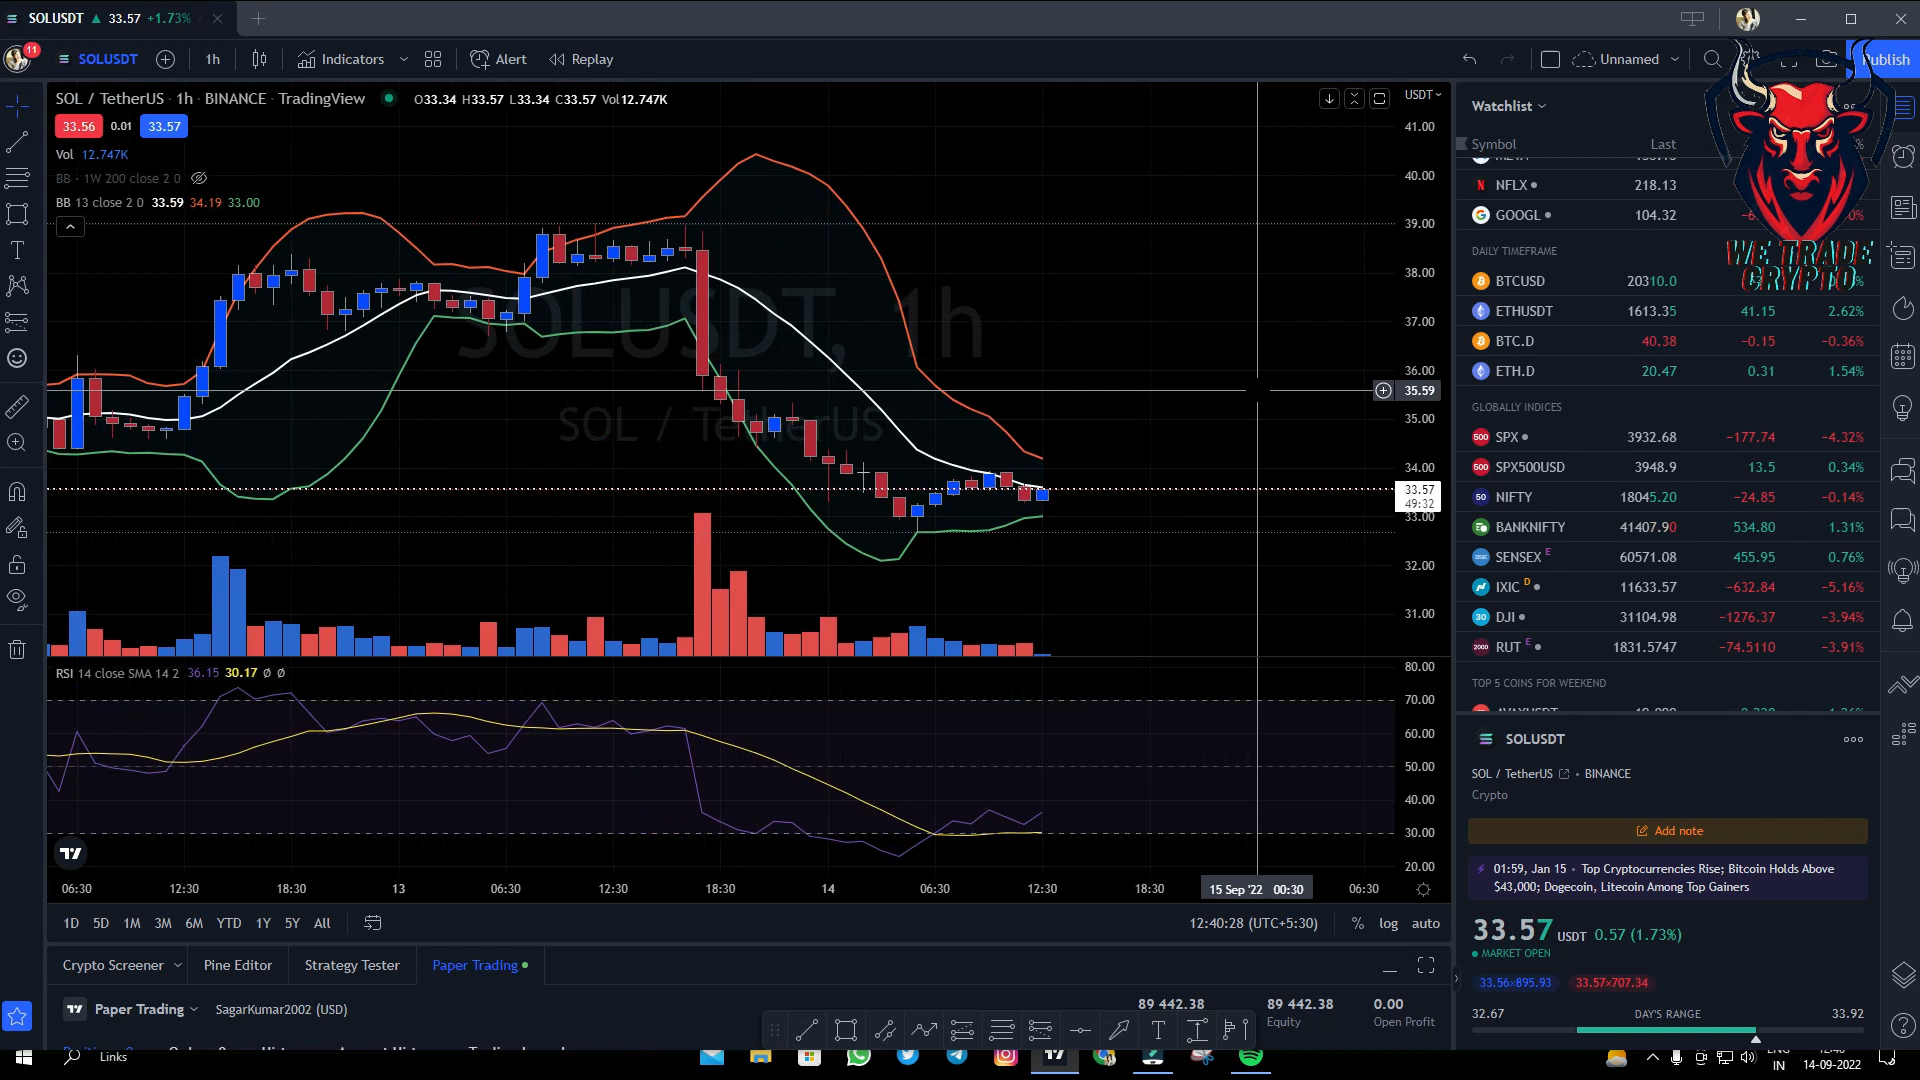 SOLUSDT ▲ 33.57 +1.73%
11 SOLUSDT 1h Indicators Alert Replay Unnamed Publish
SOL / TetherUS · 1h · BINANCE · TradingView O33.34 H33.57 L33.34 C33.57 Vol12.747K
33.56 0.01 33.57
Vol 12.747K
BB · 1W 200 close 2 0
BB 13 close 2 0 33.59 34.19 33.00
SOLUSDT, 1h
SOL / TetherUS
USDT
41.00
40.00
39.00
38.00
37.00
36.00
35.59
35.00
34.00
33.57
49:32
33.00
32.00
31.00
RSI 14 close SMA 14 2 36.15 30.17 Ø Ø
80.00
70.00
60.00
50.00
40.00
30.00
20.00
06:30 12:30 18:30 13 06:30 12:30 18:30 14 06:30 12:30 18:30 15 Sep '22 00:30 06:30
1D 5D 1M 3M 6M YTD 1Y 5Y All 12:40:28 (UTC+5:30) % log auto
Crypto Screener Pine Editor Strategy Tester Paper Trading
Paper Trading SagarKumar2002 (USD)
89 442.38 89 442.38 0.00
Equity Open Profit
Watchlist
Symbol Last
NFLX 218.13
GOOGL 104.32
WE TRADE
CRYPTO
DAILY TIMEFRAME
BTCUSD 20310.0
ETHUSDT 1613.35 41.15 2.62%
BTC.D 40.38 −0.15 −0.36%
ETH.D 20.47 0.31 1.54%
GLOBALLY INDICES
500 SPX 3932.68 −177.74 −4.32%
500 SPX500USD 3948.9 13.5 0.34%
50 NIFTY 18045.20 −24.85 −0.14%
BANKNIFTY 41407.90 534.80 1.31%
SENSEX E 60571.08 455.95 0.76%
IXIC D 11633.57 −632.84 −5.16%
30 DJI 31104.98 −1276.37 −3.94%
2000 RUT E 1831.5747 −74.5110 −3.91%
TOP 5 COINS FOR WEEKEND
SOLUSDT
SOL / TetherUS • BINANCE
Crypto
Add note
01:59, Jan 15 • Top Cryptocurrencies Rise; Bitcoin Holds Above
$43,000; Dogecoin, Litecoin Among Top Gainers
33.57 USDT 0.57 (1.73%)
MARKET OPEN
33.56×895.93 33.57×707.34
32.67 DAY'S RANGE 33.92
Links
IN 14-09-2022